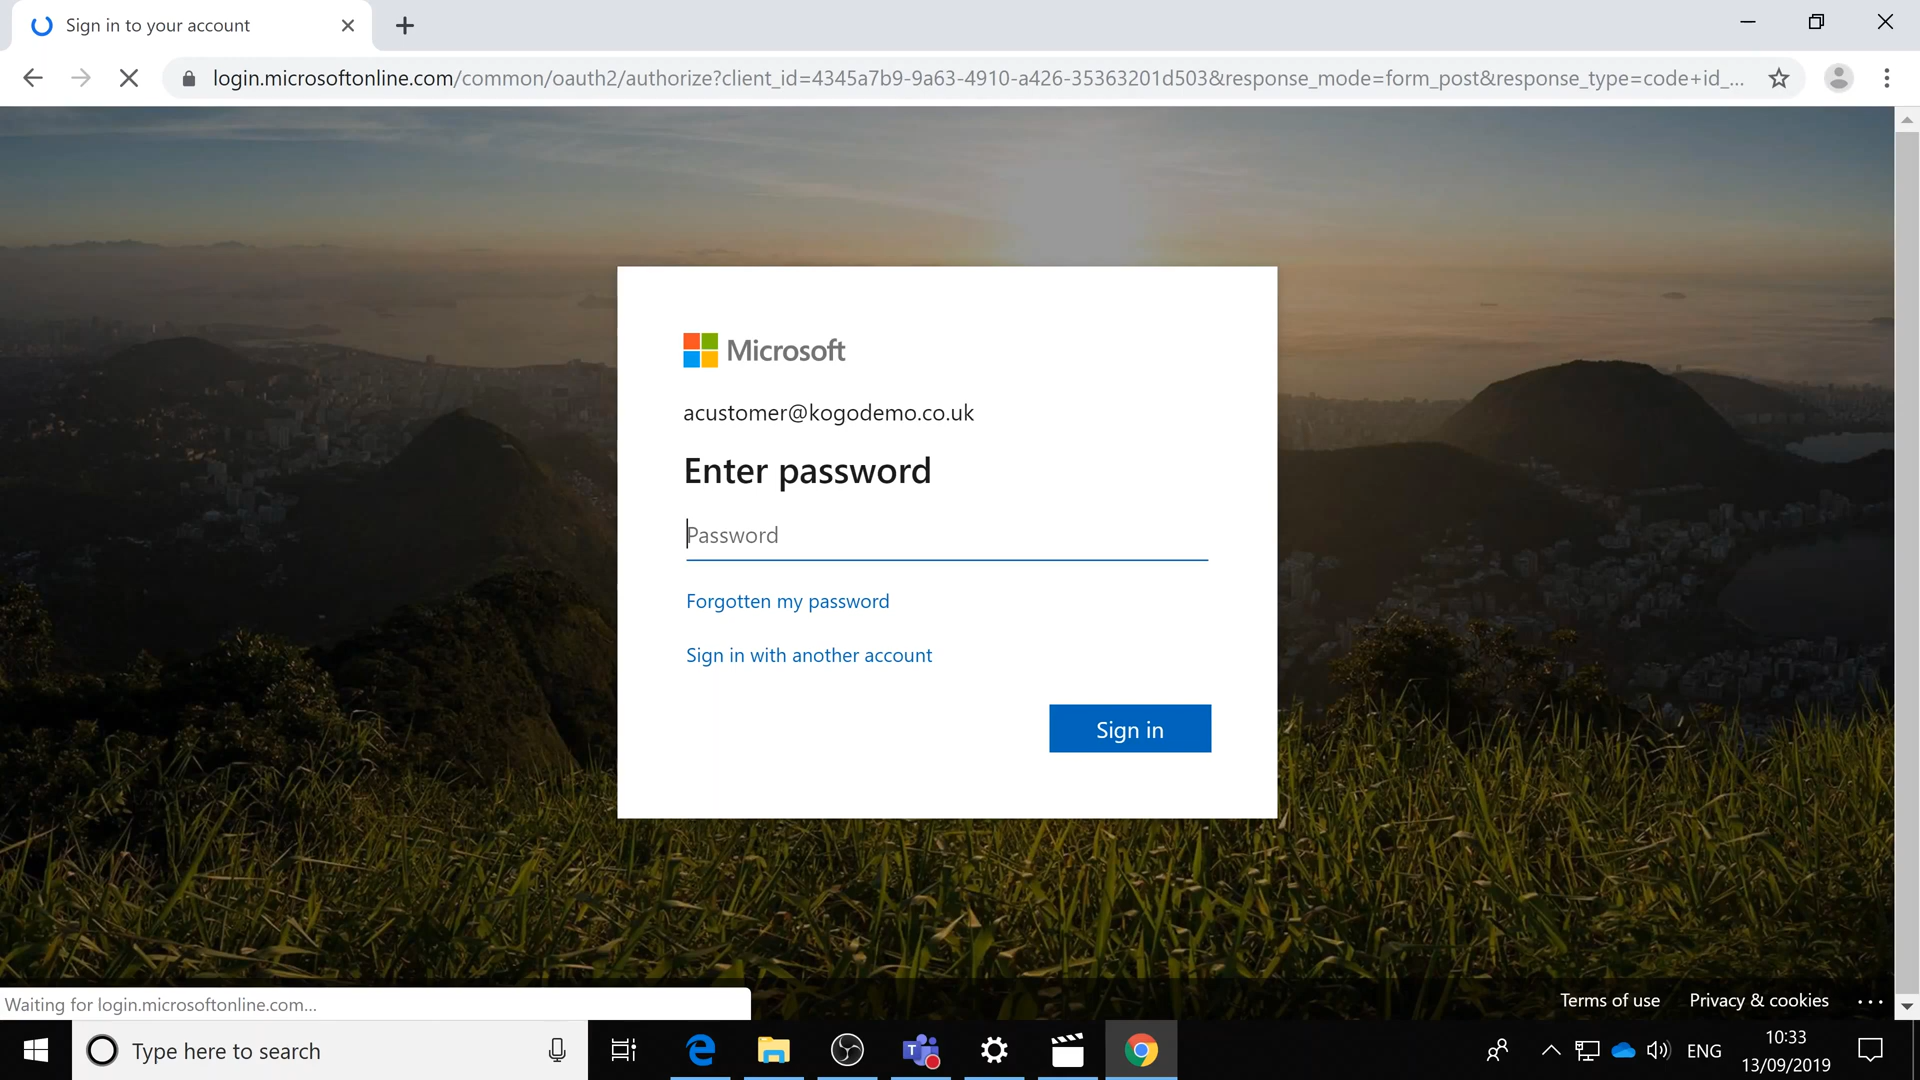 Sign in to your account
login.microsoftonline.com/common/oauth2/authorize?client_id=4345a7b9-9a63-4910-a426-35363201d503&response_mode=form_post&response_type=code+id_...
Microsoft
acustomer@kogodemo.co.uk
Enter password
Password
Forgotten my password
Sign in with another account
Sign in
Waiting for login.microsoftonline.com...
Terms of use Privacy & cookies ...
Type here to search
T
ENG
10:33
13/09/2019